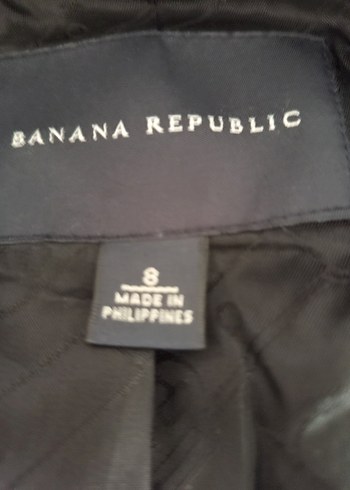 BANANA REPUBLIC
8
MADE IN
PHILIPPINES